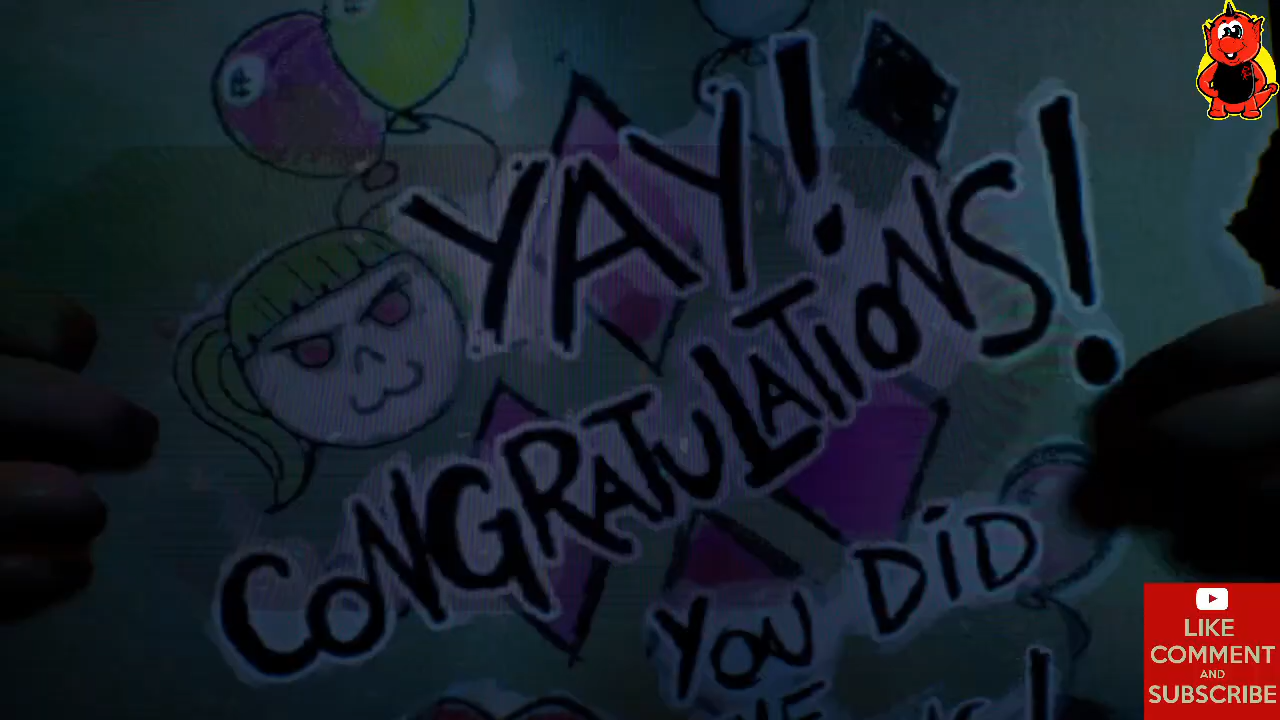 YAY!
CONGRATULATIONS!
YOU DID
LIKE
COMMENT
AND
SUBSCRIBE